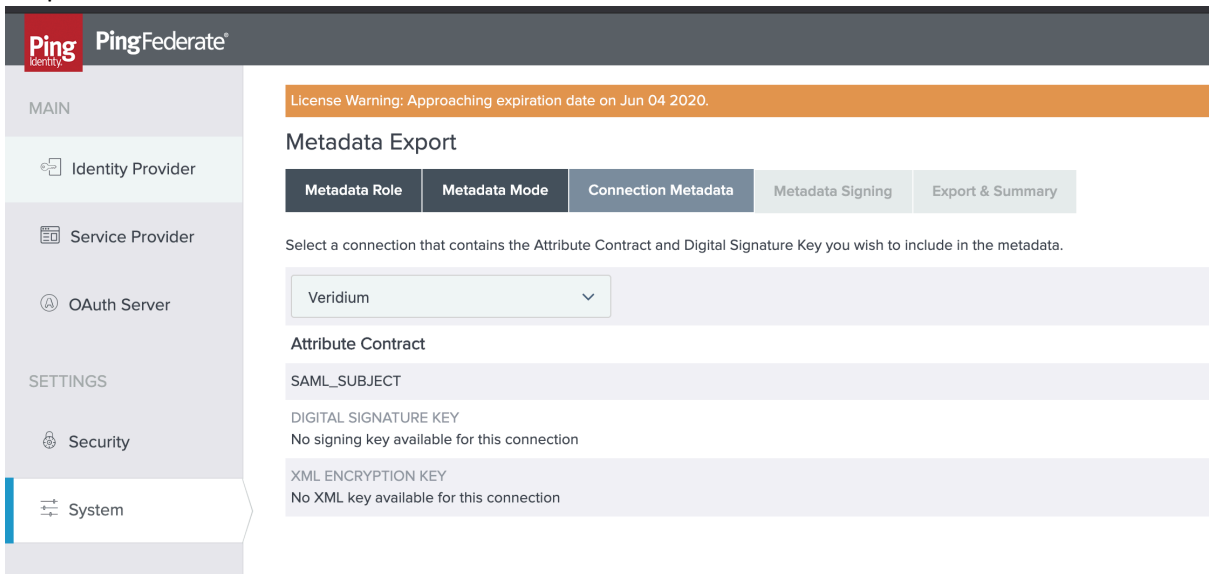 Ping
Identity.
PingFederate®
MAIN
Identity Provider
Service Provider
OAuth Server
SETTINGS
Security
System
License Warning: Approaching expiration date on Jun 04 2020.
Metadata Export
Metadata Role
Metadata Mode
Connection Metadata
Metadata Signing
Export & Summary
Select a connection that contains the Attribute Contract and Digital Signature Key you wish to include in the metadata.
Veridium
Attribute Contract
SAML_SUBJECT
DIGITAL SIGNATURE KEY
No signing key available for this connection
XML ENCRYPTION KEY
No XML key available for this connection